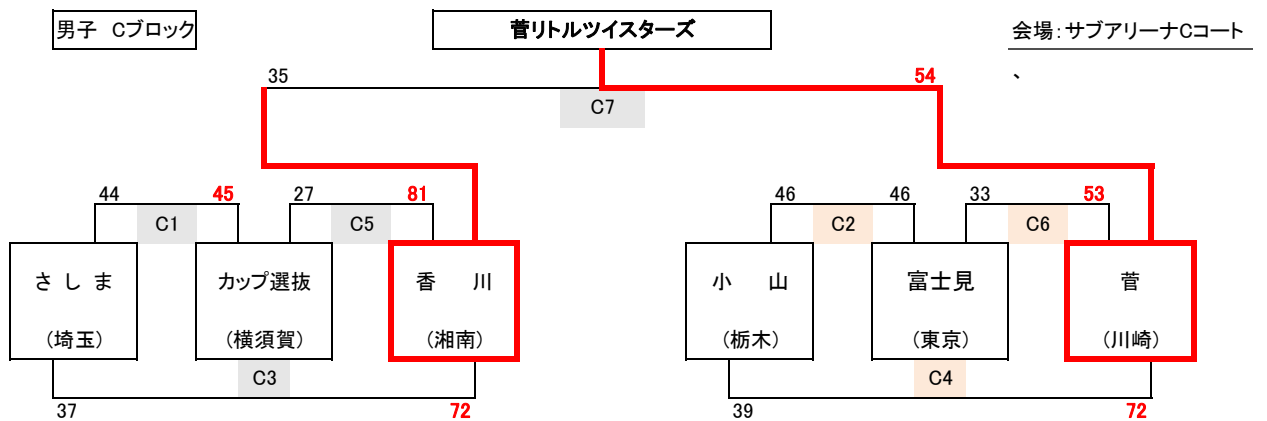 男子　Cブロック
菅リトルツイスターズ
会場：サブアリーナCコート
、
35
54
C7
44
45
27
81
46
46
33
53
C1
C5
C2
C6
さ し ま
カップ選抜
香　川
小　山
富士見
菅
（埼玉）
（横須賀）
（湘南）
（栃木）
（東京）
（川崎）
C3
C4
37
72
39
72